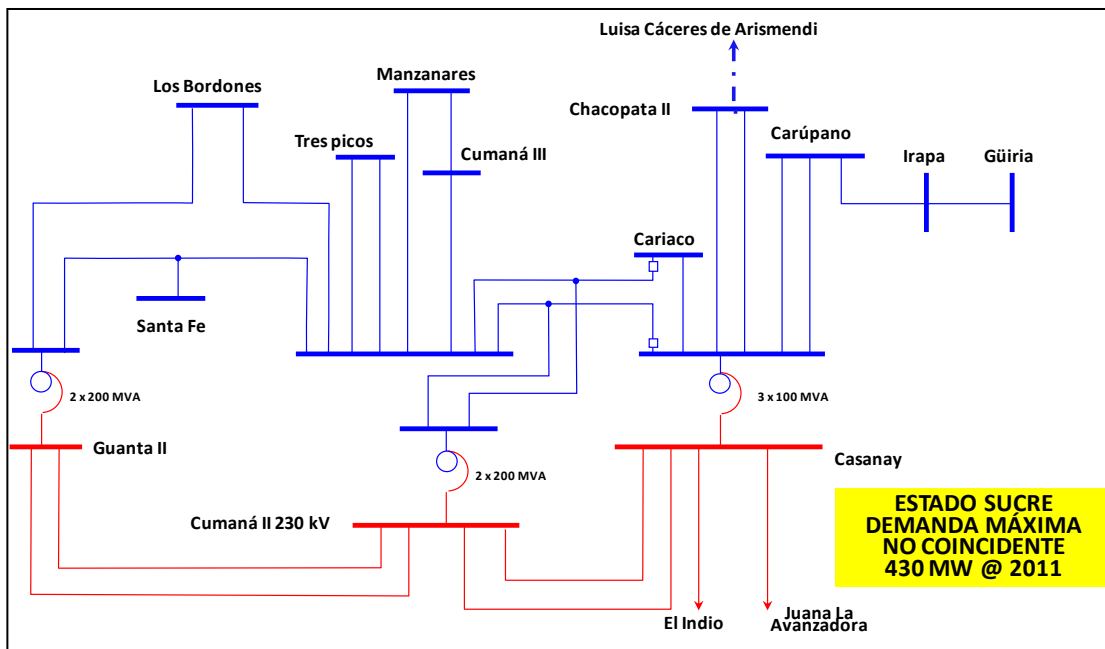 Luisa Cáceres de Arismendi
Los Bordones
Manzanares
Chacopata II
Tres picos
Cumaná III
Carúpano
Irapa
Güiria
Cariaco
Santa Fe
2 x 200 MVA
3 x 100 MVA
Guanta II
2 x 200 MVA
Casanay
Cumaná II 230 kV
ESTADO SUCRE
DEMANDA MÁXIMA
NO COINCIDENTE
430 MW @ 2011
El Indio
Juana La
Avanzadora